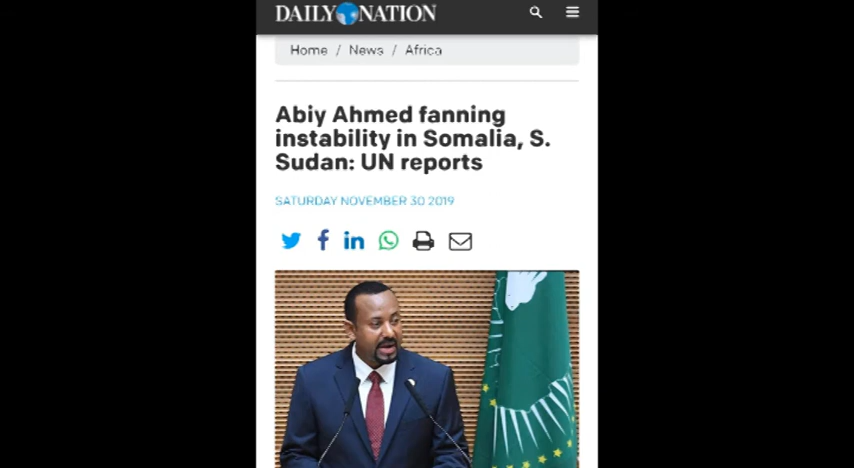 DAILY NATION
Home / News / Africa
Abiy Ahmed fanning
instability in Somalia, S.
Sudan: UN reports
SATURDAY NOVEMBER 30 2019